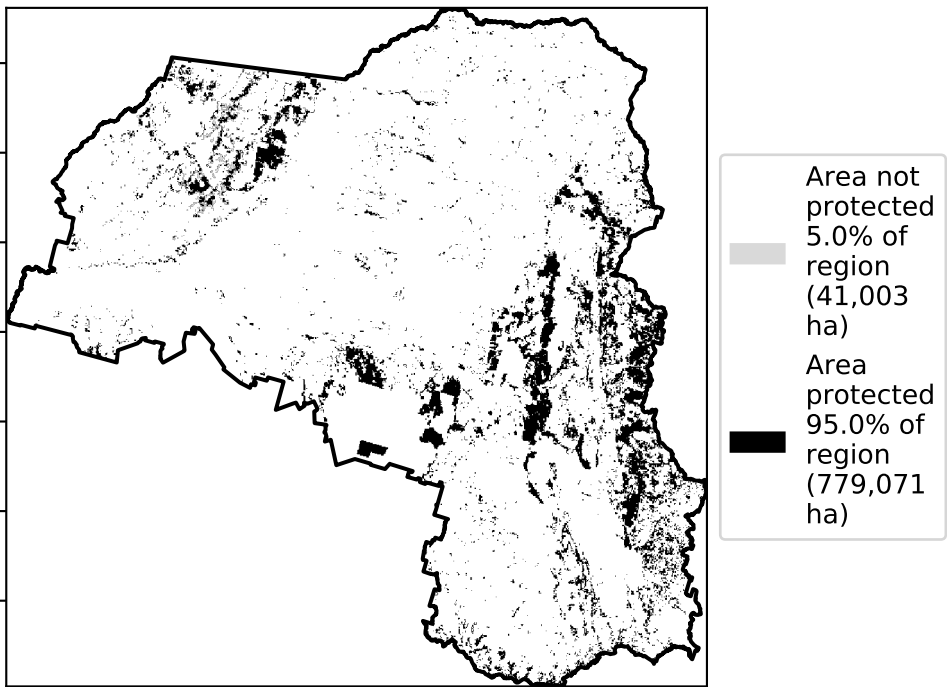 Area not
protected
5.0% of
region
(41,003
ha)
Area
protected
95.0% of
region
(779,071
ha)